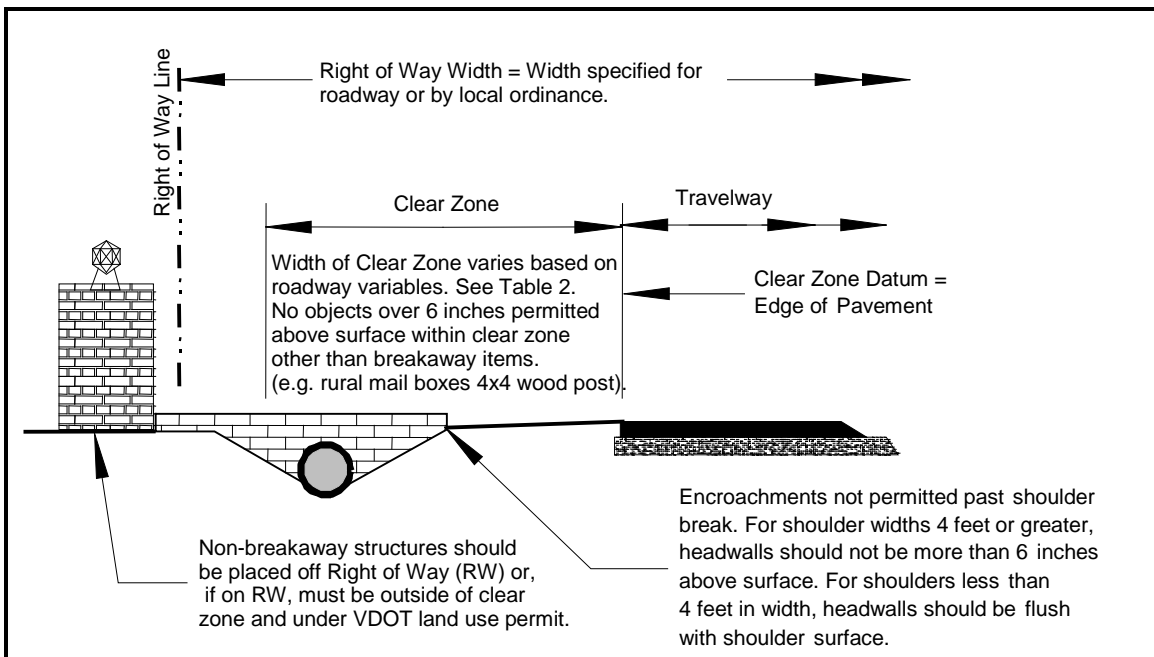 Right of Way Line
Right of Way Width = Width specified for
roadway or by local ordinance.
Clear Zone
Travelway
Width of Clear Zone varies based on
roadway variables. See Table 2.
No objects over 6 inches permitted
above surface within clear zone
other than breakaway items.
(e.g. rural mail boxes 4x4 wood post).
Clear Zone Datum =
Edge of Pavement
Non-breakaway structures should
be placed off Right of Way (RW) or,
if on RW, must be outside of clear
zone and under VDOT land use permit.
Encroachments not permitted past shoulder
break. For shoulder widths 4 feet or greater,
headwalls should not be more than 6 inches
above surface. For shoulders less than
4 feet in width, headwalls should be flush
with shoulder surface.